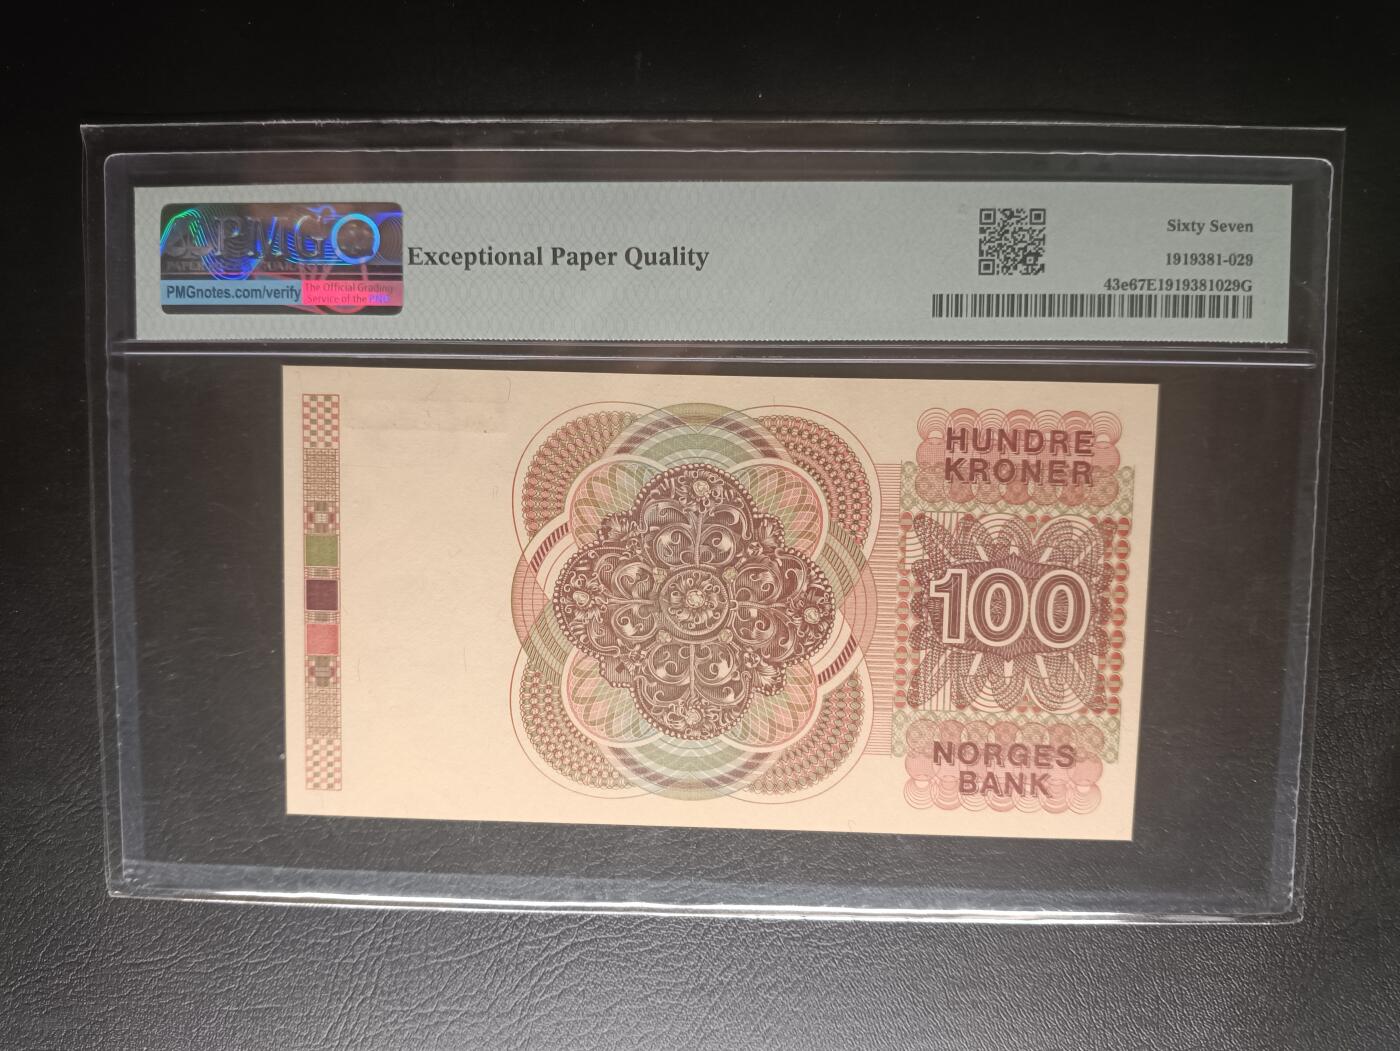 PMG
PMGnotes.com/verify
The Official Grading
Service of the PNG
Exceptional Paper Quality
Sixty Seven
1919381-029
43e67E1919381029G
HUNDRE
KRONER
100
NORGES
BANK